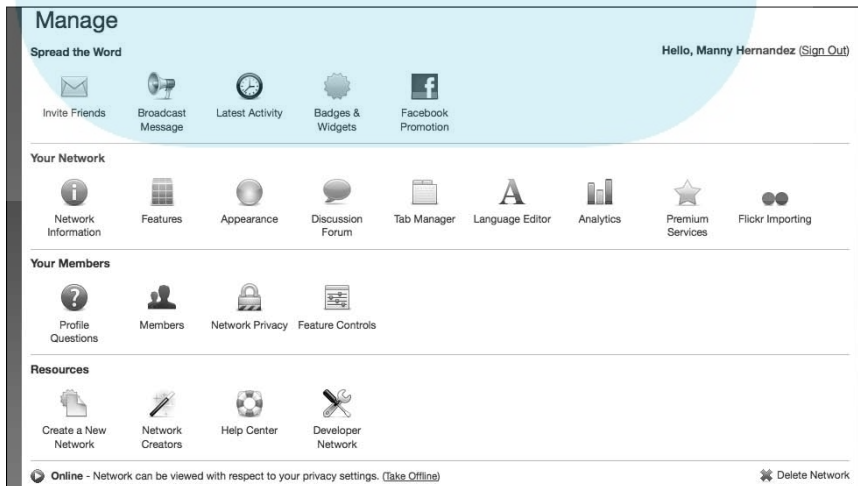 Manage
Spread the Word
Hello, Manny Hernandez (Sign Out)
Invite Friends
Broadcast Message
Latest Activity
Badges & Widgets
Facebook Promotion
Your Network
Network Information
Features
Appearance
Discussion Forum
Tab Manager
Language Editor
Analytics
Premium Services
Flickr Importing
Your Members
Profile Questions
Members
Network Privacy
Feature Controls
Resources
Create a New Network
Network Creators
Help Center
Developer Network
Online - Network can be viewed with respect to your privacy settings. (Take Offline)
Delete Network